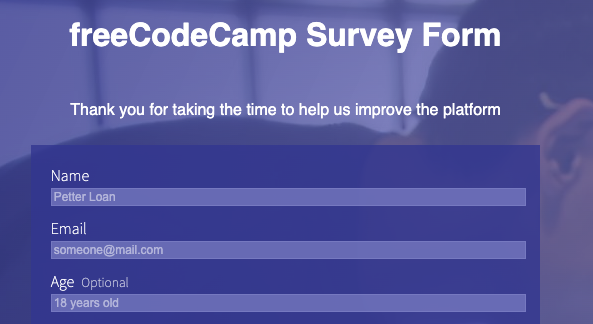 freeCodeCamp Survey Form
Thank you for taking the time to help us improve the platform
Name
Petter Loan
Email
someone@mail.com
Age Optional
18 years old